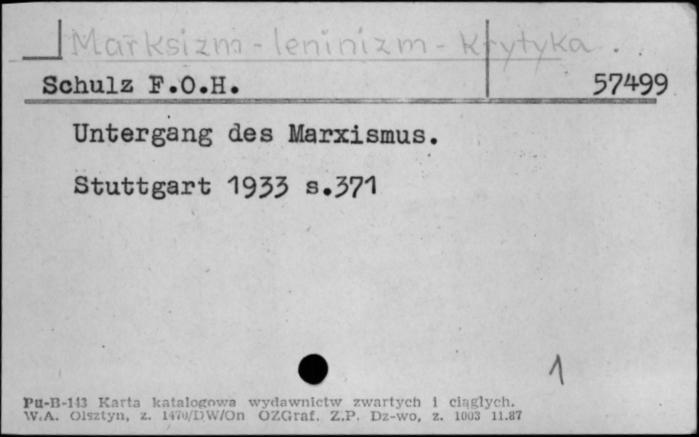 Marksizm - leninizm - krytyka.
Schulz F.O.H. 57499
Untergang des Marxismus.
Stuttgart 1933 s.371
1
Pu-B-143 Karta katalogowa wydawnictw zwartych i ciągłych.
W.A. Olsztyn, z. 1470/DW/On OZGraf. Z.P. Dz-wo, z. 1003 11.87